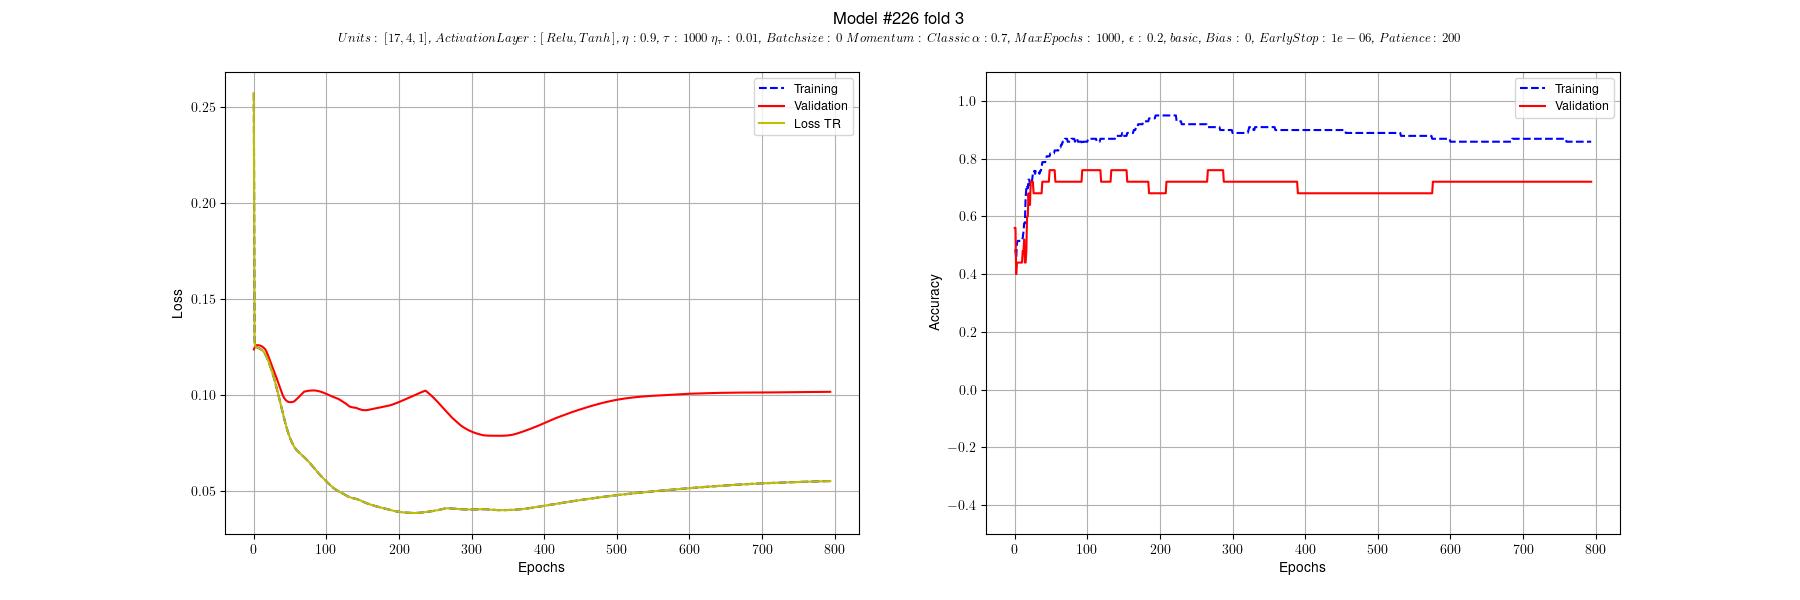 Model #226 fold 3
Units : [17, 4, 1], ActivationLayer : [ Relu, Tanh], η : 0.9, τ : 1000 η_τ : 0.01, Batchsize : 0 Momentum : Classic α : 0.7, MaxEpochs : 1000, ϵ : 0.2, basic, Bias : 0, EarlyStop : 1e − 06, Patience : 200
Training
Validation
Loss TR
0.25
0.20
0.15
0.10
0.05
Loss
0 100 200 300 400 500 600 700 800
Epochs
Training
Validation
1.0
0.8
0.6
0.4
0.2
0.0
−0.2
−0.4
Accuracy
0 100 200 300 400 500 600 700 800
Epochs